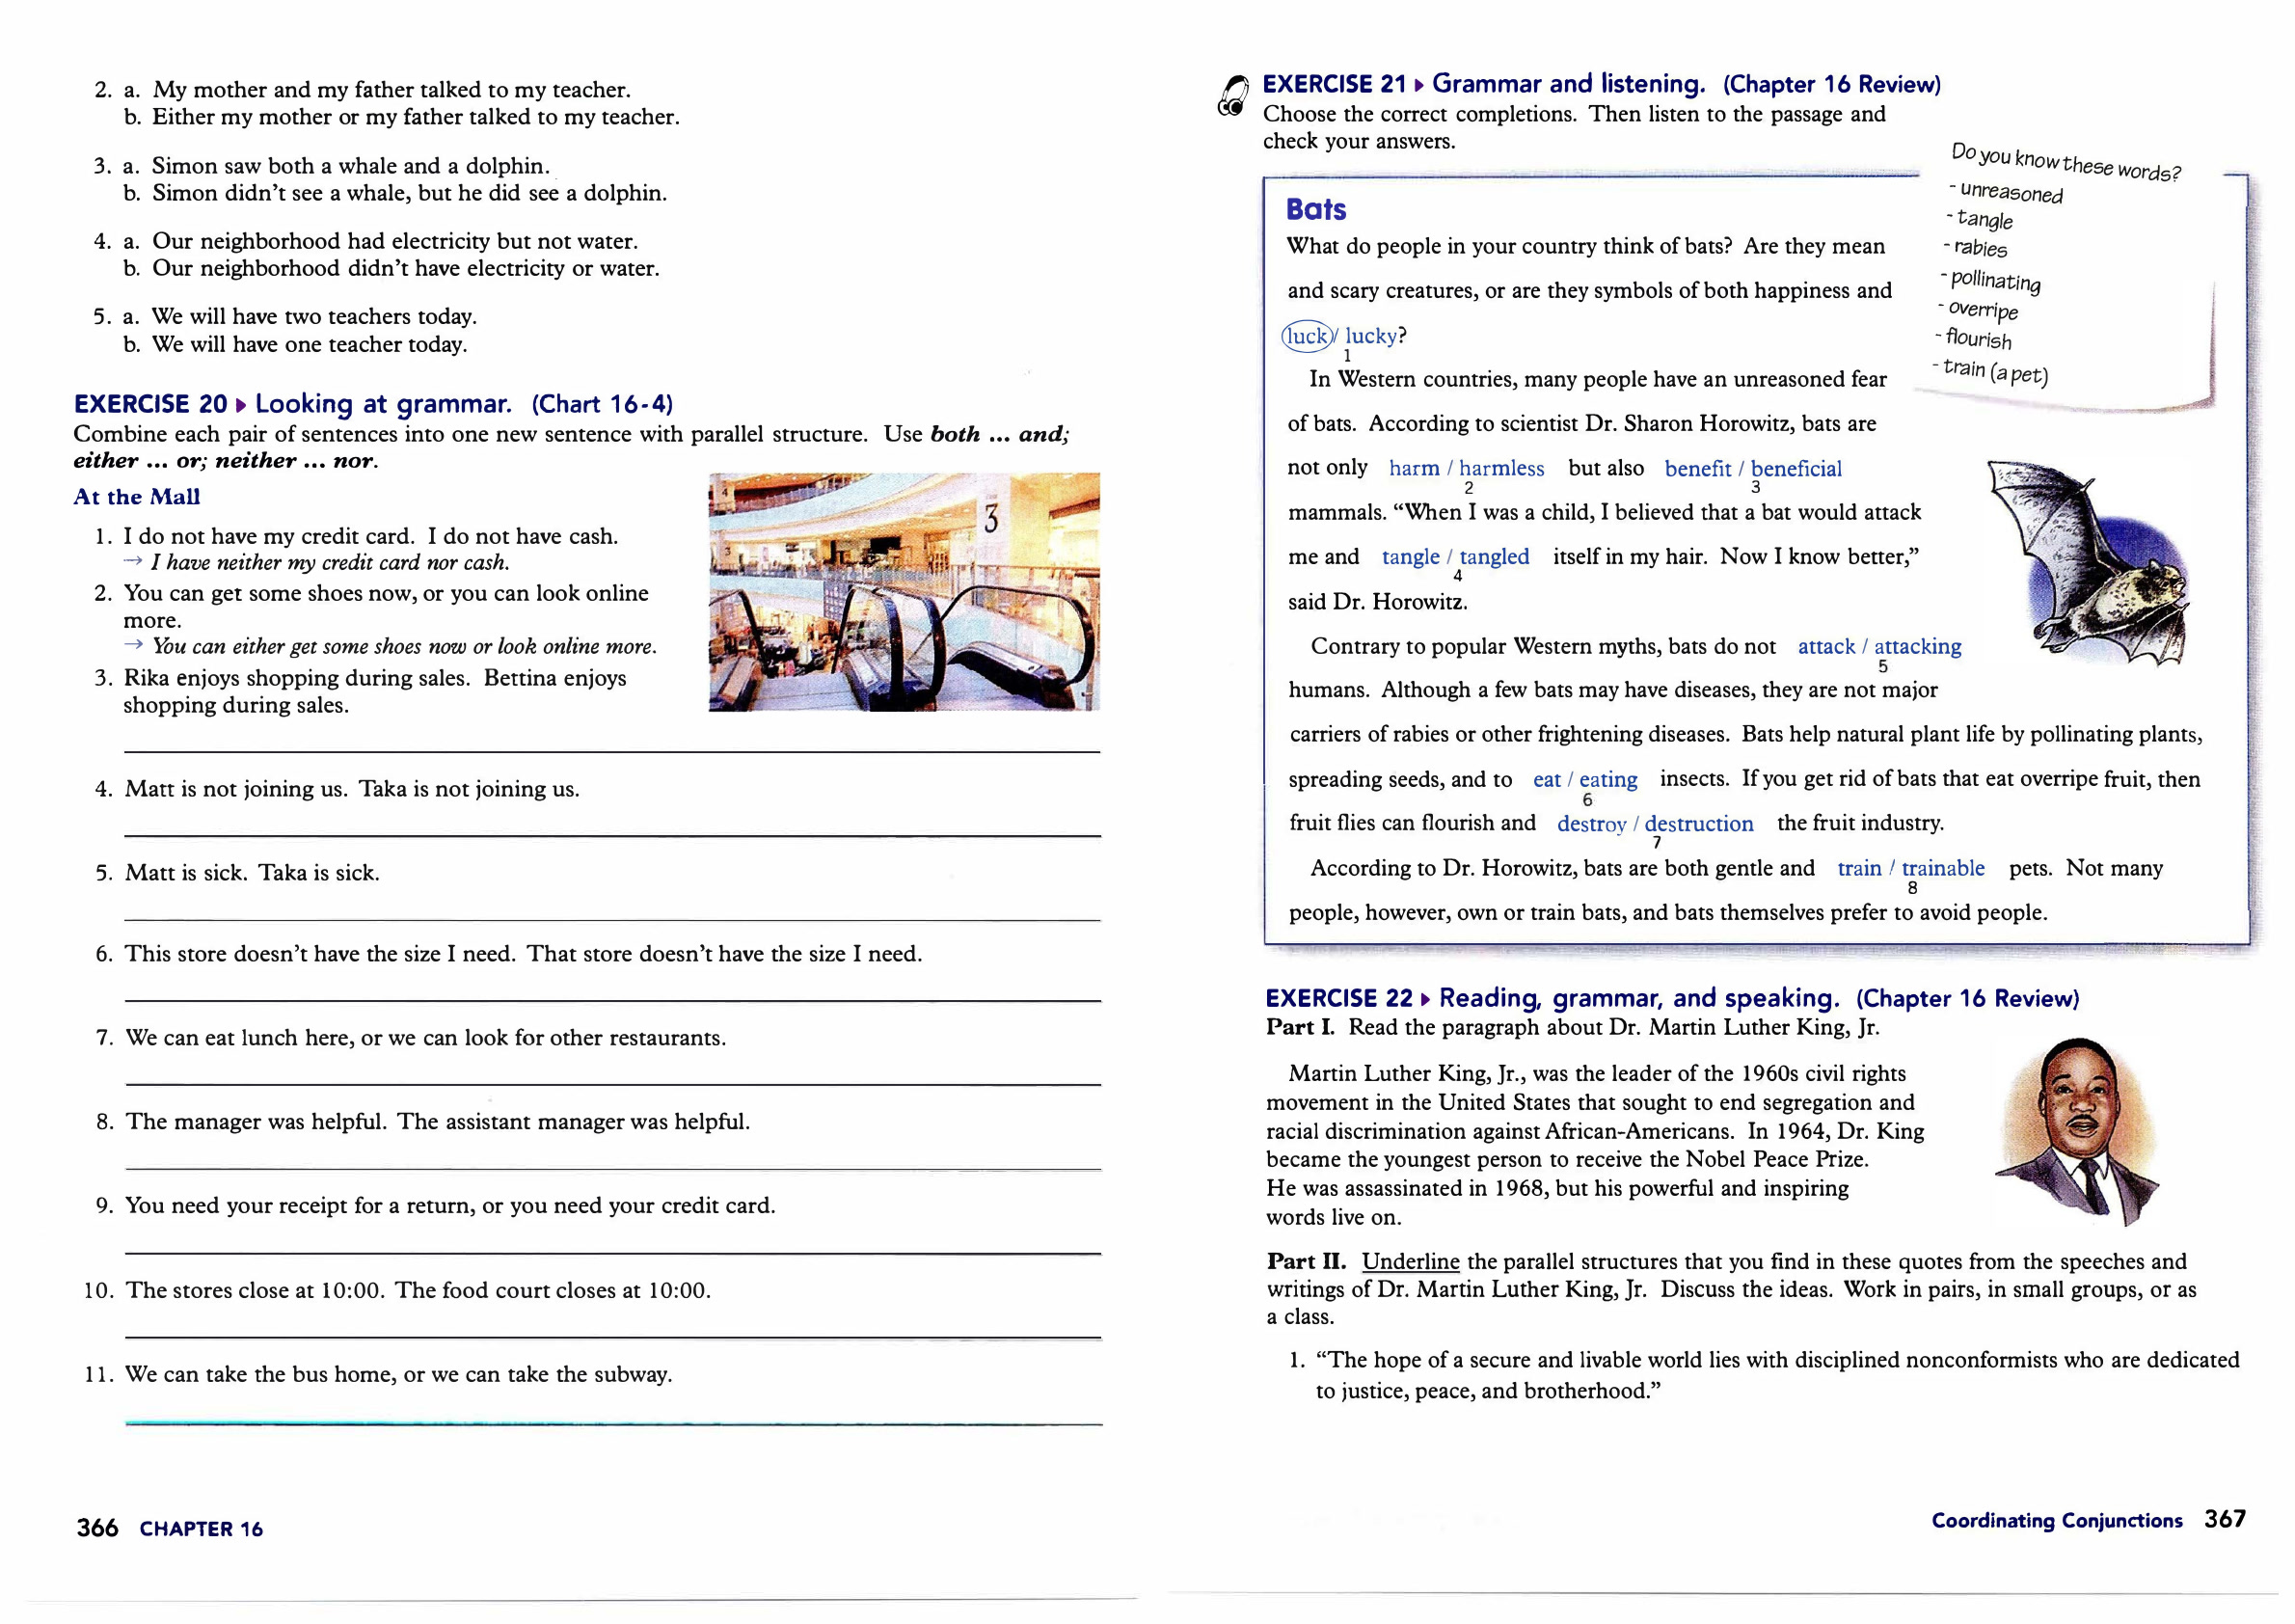 2. a. My mother and my father talked to my teacher.
b. Either my mother or my father talked to my teacher.
3. a. Simon saw both a whale and a dolphin.
b. Simon didn't see a whale, but he did see a dolphin.
4. a. Our neighborhood had electricity but not water.
b. Our neighborhood didn't have electricity or water.
5. a. We will have two teachers today.
b. We will have one teacher today.
EXERCISE 20 ▸ Looking at grammar. (Chart 16-4)
Combine each pair of sentences into one new sentence with parallel structure. Use both ... and;
either ... or; neither ... nor.
At the Mall
1. I do not have my credit card. I do not have cash.
→ I have neither my credit card nor cash.
2. You can get some shoes now, or you can look online
more.
→ You can either get some shoes now or look online more.
3. Rika enjoys shopping during sales. Bettina enjoys
shopping during sales.
4
3
3
4. Matt is not joining us. Taka is not joining us.
5. Matt is sick. Taka is sick.
6. This store doesn't have the size I need. That store doesn't have the size I need.
7. We can eat lunch here, or we can look for other restaurants.
8. The manager was helpful. The assistant manager was helpful.
9. You need your receipt for a return, or you need your credit card.
10. The stores close at 10:00. The food court closes at 10:00.
11. We can take the bus home, or we can take the subway.
366 CHAPTER 16
EXERCISE 21 ▸ Grammar and listening. (Chapter 16 Review)
Choose the correct completions. Then listen to the passage and
check your answers.
Do you know these words?
- unreasoned
- tangle
- rabies
- pollinating
- overripe
- flourish
- train (a pet)
Bats
What do people in your country think of bats? Are they mean
and scary creatures, or are they symbols of both happiness and
luck / lucky?
1
In Western countries, many people have an unreasoned fear
of bats. According to scientist Dr. Sharon Horowitz, bats are
not only harm / harmless but also benefit / beneficial
2 3
mammals. “When I was a child, I believed that a bat would attack
me and tangle / tangled itself in my hair. Now I know better,”
4
said Dr. Horowitz.
Contrary to popular Western myths, bats do not attack / attacking
5
humans. Although a few bats may have diseases, they are not major
carriers of rabies or other frightening diseases. Bats help natural plant life by pollinating plants,
spreading seeds, and to eat / eating insects. If you get rid of bats that eat overripe fruit, then
6
fruit flies can flourish and destroy / destruction the fruit industry.
7
According to Dr. Horowitz, bats are both gentle and train / trainable pets. Not many
8
people, however, own or train bats, and bats themselves prefer to avoid people.
EXERCISE 22 ▸ Reading, grammar, and speaking. (Chapter 16 Review)
Part I. Read the paragraph about Dr. Martin Luther King, Jr.
Martin Luther King, Jr., was the leader of the 1960s civil rights
movement in the United States that sought to end segregation and
racial discrimination against African-Americans. In 1964, Dr. King
became the youngest person to receive the Nobel Peace Prize.
He was assassinated in 1968, but his powerful and inspiring
words live on.
Part II. Underline the parallel structures that you find in these quotes from the speeches and
writings of Dr. Martin Luther King, Jr. Discuss the ideas. Work in pairs, in small groups, or as
a class.
1. “The hope of a secure and livable world lies with disciplined nonconformists who are dedicated
to justice, peace, and brotherhood.”
Coordinating Conjunctions 367